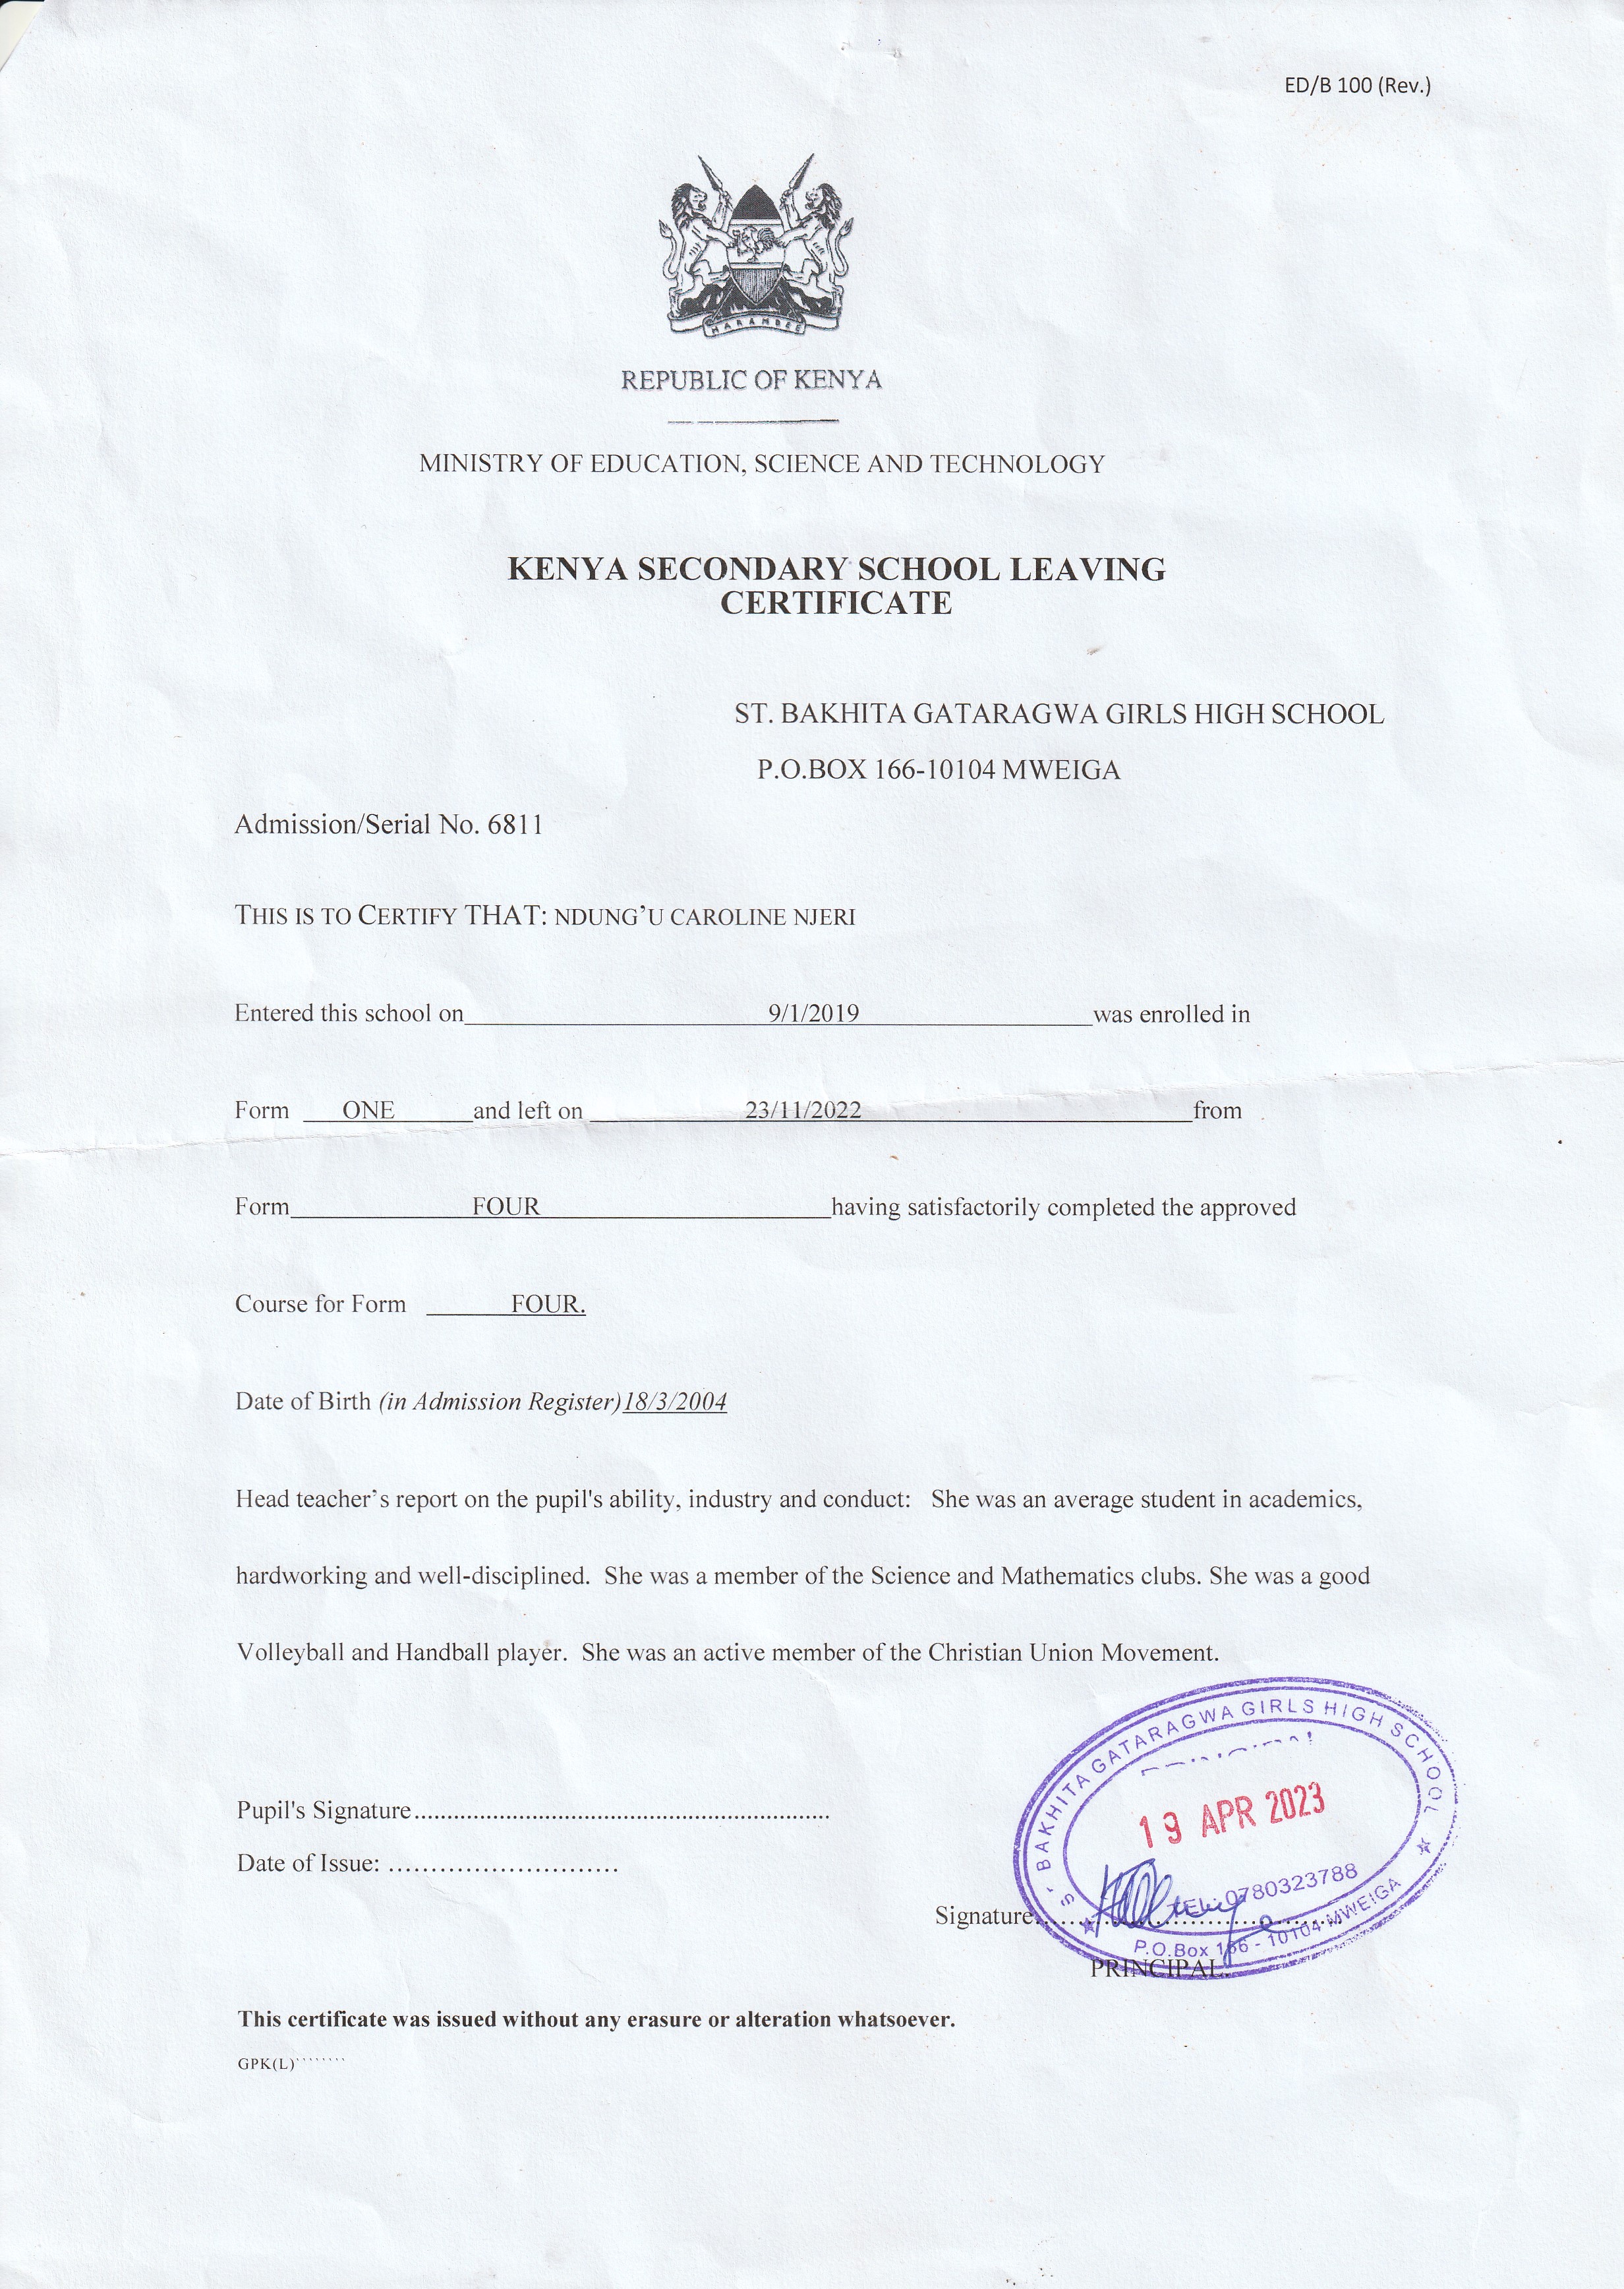 ED/B 100 (Rev.)
HARAMBEE
REPUBLIC OF KENYA
MINISTRY OF EDUCATION, SCIENCE AND TECHNOLOGY
KENYA SECONDARY SCHOOL LEAVING
CERTIFICATE
ST. BAKHITA GATARAGWA GIRLS HIGH SCHOOL
P.O.BOX 166-10104 MWEIGA
Admission/Serial No. 6811
THIS IS TO CERTIFY THAT: NDUNG’U CAROLINE NJERI
Entered this school on 9/1/2019 was enrolled in
Form ONE and left on 23/11/2022 from
Form FOUR having satisfactorily completed the approved
Course for Form FOUR.
Date of Birth (in Admission Register) 18/3/2004
Head teacher’s report on the pupil's ability, industry and conduct: She was an average student in academics,
hardworking and well-disciplined. She was a member of the Science and Mathematics clubs. She was a good
Volleyball and Handball player. She was an active member of the Christian Union Movement.
BAKHITA GATARAGWA GIRLS HIGH SCHOOL
19 APR 2023
TEL: 0780323788
P.O.Box 166 - 10104 MWEIGA
Pupil's Signature
Date of Issue:
Signature
PRINCIPAL.
This certificate was issued without any erasure or alteration whatsoever.
GPK(L)````````